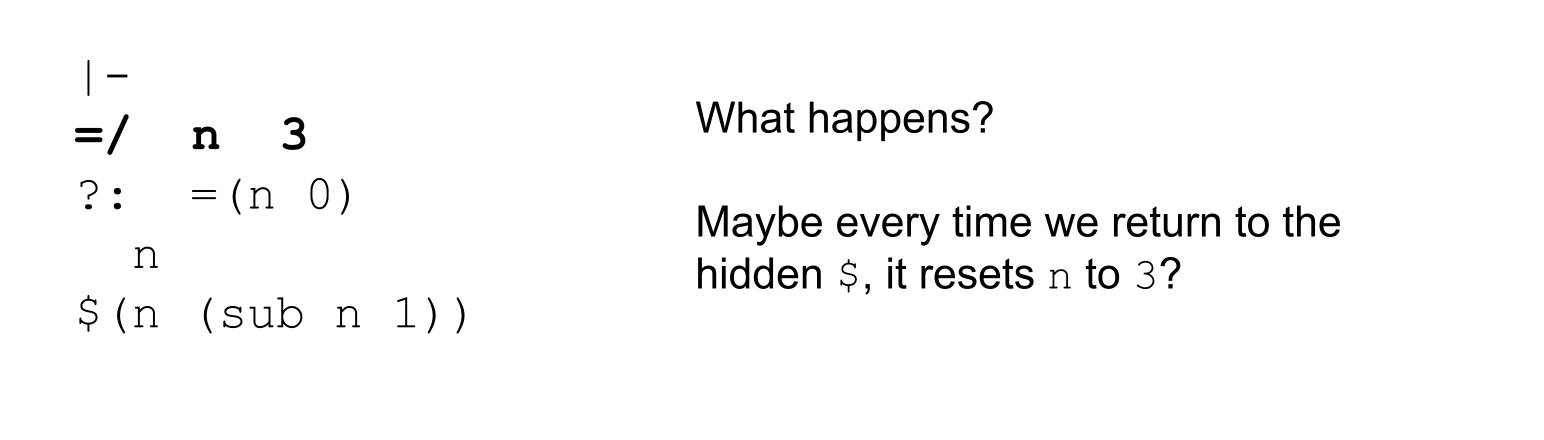 |-
=/  n  3
?:  =(n 0)
  n
$(n (sub n 1))
What happens?
Maybe every time we return to the
hidden $, it resets n to 3?